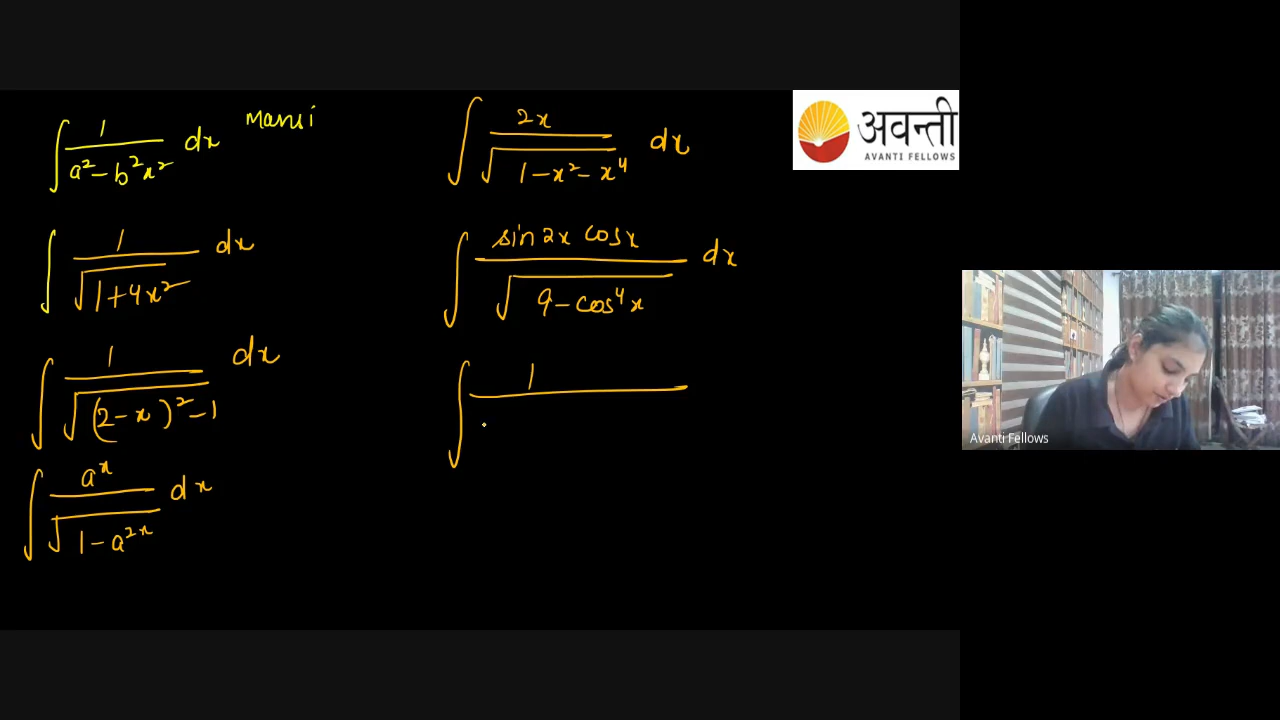 ∫ 1/(a² - b²x²) dx Mansi
∫ 1/√(1+4x²) dx
∫ 1/√((2-x)² - 1) dx
∫ aˣ/√(1-a²ˣ) dx
∫ 2x/√(1-x²-x⁴) dx
∫ sin2x cosx/√(9-cos⁴x) dx
∫ 1/
अवन्ती
AVANTI FELLOWS
Avanti Fellows